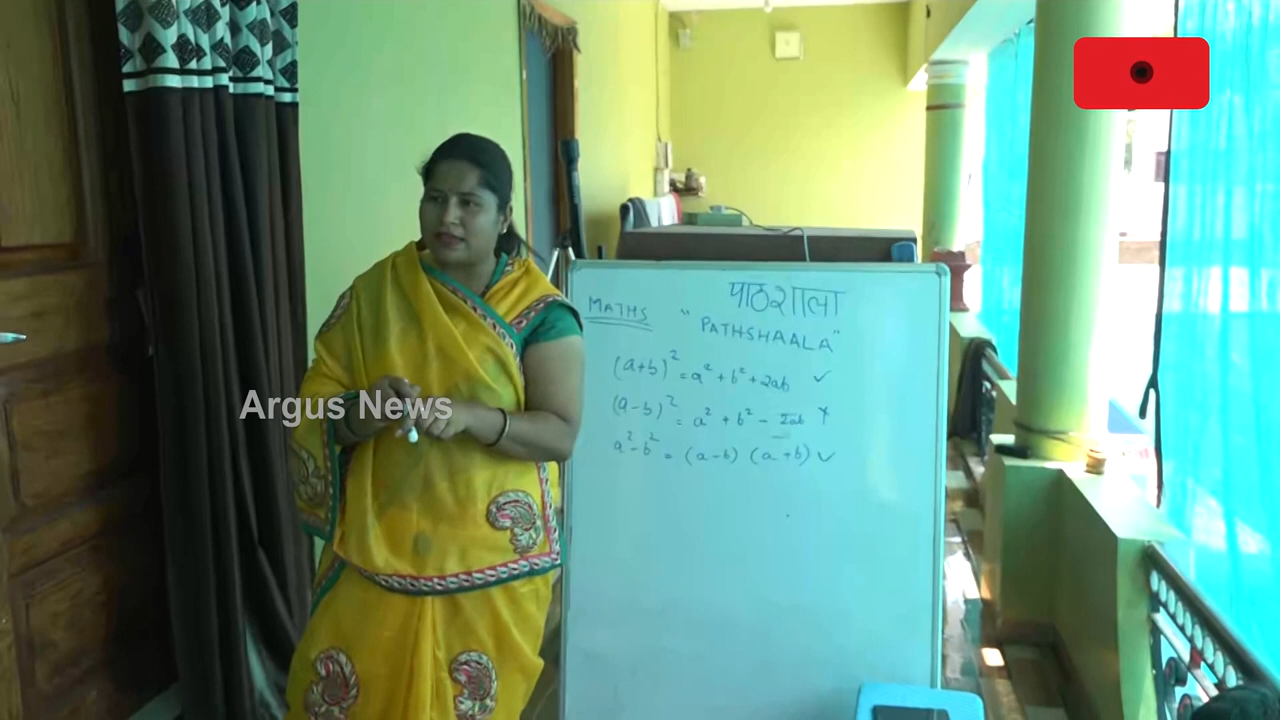 पाठशाला
MATHS
"PATHSHAALA"
(a+b)² = a² + b² + 2ab ✓
(a-b)² = a² + b² - 2ab ✗
a²-b² = (a-b) (a+b) ✓
Argus News